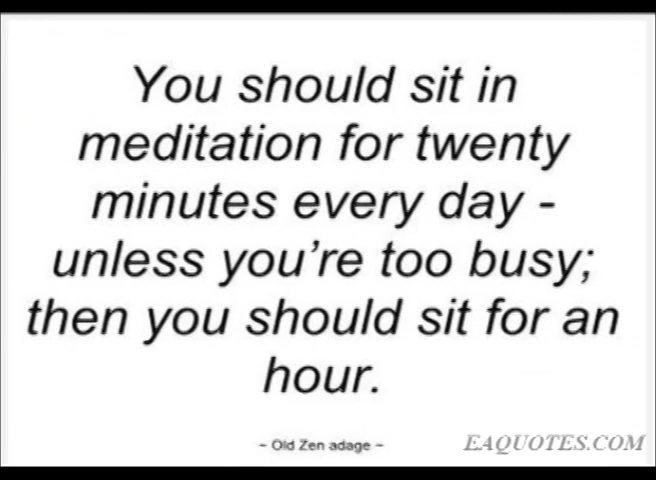 You should sit in
meditation for twenty
minutes every day -
unless you’re too busy;
then you should sit for an
hour.
~ Old Zen adage ~
EAQUOTES.COM